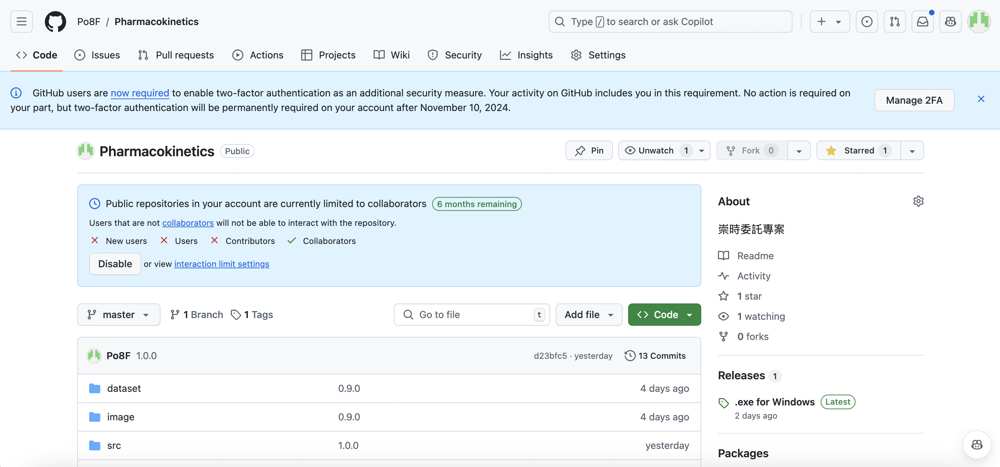 Po8F / Pharmacokinetics
Type / to search or ask Copilot
Code
Issues
Pull requests
Actions
Projects
Wiki
Security
Insights
Settings
GitHub users are now required to enable two-factor authentication as an additional security measure. Your activity on GitHub includes you in this requirement. No action is required on
your part, but two-factor authentication will be permanently required on your account after November 10, 2024.
Manage 2FA
Pharmacokinetics Public
Pin
Unwatch 1
Fork 0
Starred 1
Public repositories in your account are currently limited to collaborators 6 months remaining
Users that are not collaborators will not be able to interact with the repository.
New users Users Contributors Collaborators
Disable or view interaction limit settings
master
1 Branch
1 Tags
Go to file t
Add file
Code
Po8F 1.0.0 d23bfc5 · yesterday 13 Commits
dataset 0.9.0 4 days ago
image 0.9.0 4 days ago
src 1.0.0 yesterday
About
崇時委託專案
Readme
Activity
1 star
1 watching
0 forks
Releases 1
.exe for Windows Latest
2 days ago
Packages